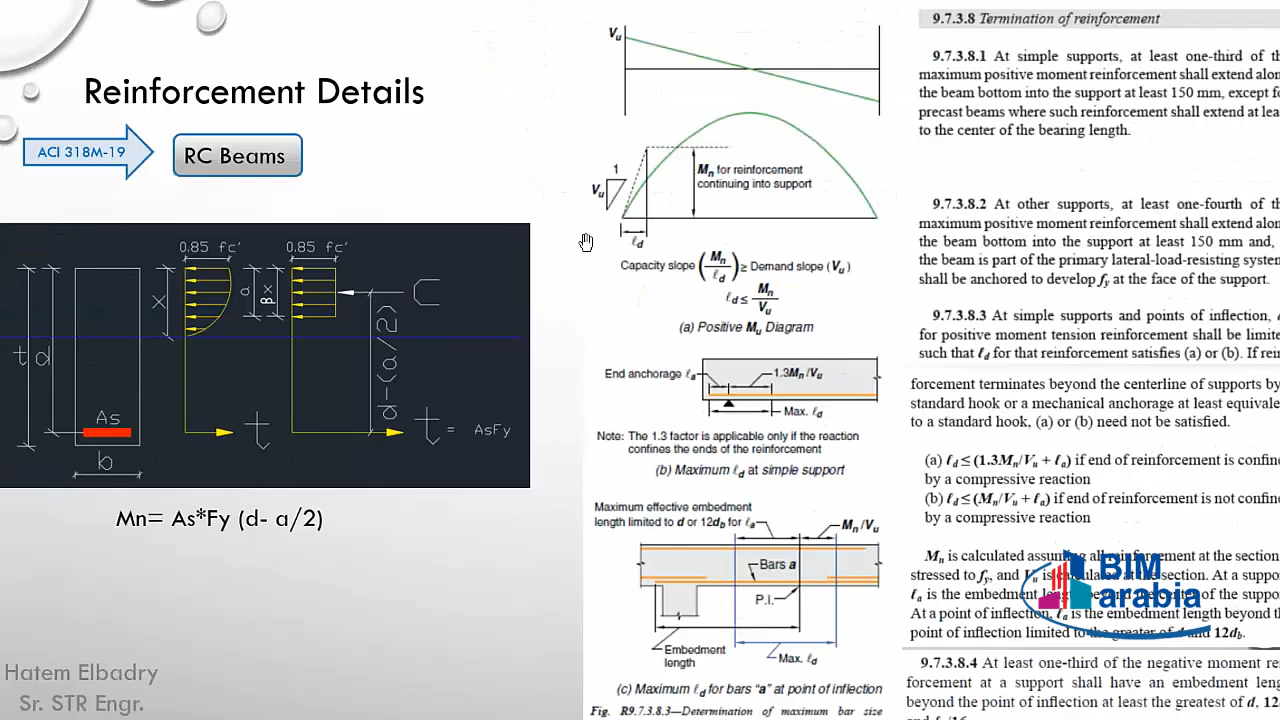 Reinforcement Details
ACI 318M-19
RC Beams
0.85 fc' 0.85 fc'
X
a
βx
C
t
d
d-(a/2)
As
t
t = AsFy
b
Mn= As*Fy (d- a/2)
Hatem Elbadry
Sr. STR Engr.
Vu
1
Vu
Mn for reinforcement
continuing into support
ℓd
Capacity slope (Mn/ℓd) ≥ Demand slope (Vu)
ℓd ≤ Mn/Vu
(a) Positive Mu Diagram
End anchorage ℓa
1.3Mn/Vu
Max. ℓd
Note: The 1.3 factor is applicable only if the reaction
confines the ends of the reinforcement
(b) Maximum ℓd at simple support
Maximum effective embedment
length limited to d or 12db for ℓa
Mn/Vu
Bars a
P.I.
Embedment
length
Max. ℓd
(c) Maximum ℓd for bars "a" at point of inflection
Fig. R9.7.3.8.3—Determination of maximum bar size
9.7.3.8 Termination of reinforcement
9.7.3.8.1 At simple supports, at least one-third of th
maximum positive moment reinforcement shall extend alon
the beam bottom into the support at least 150 mm, except fo
precast beams where such reinforcement shall extend at lea
to the center of the bearing length.
9.7.3.8.2 At other supports, at least one-fourth of th
maximum positive moment reinforcement shall extend alon
the beam bottom into the support at least 150 mm and,
the beam is part of the primary lateral-load-resisting system
shall be anchored to develop fy at the face of the support.
9.7.3.8.3 At simple supports and points of inflection,
for positive moment tension reinforcement shall be limite
such that ℓd for that reinforcement satisfies (a) or (b). If rein
forcement terminates beyond the centerline of supports by
standard hook or a mechanical anchorage at least equivale
to a standard hook, (a) or (b) need not be satisfied.
(a) ℓd ≤ (1.3Mn/Vu + ℓa) if end of reinforcement is confine
by a compressive reaction
(b) ℓd ≤ (Mn/Vu + ℓa) if end of reinforcement is not confine
by a compressive reaction
Mn is calculated assuming all reinforcement at the section
stressed to fy, and Vu is calculated at the section. At a suppo
ℓa is the embedment length beyond the center of the suppo
At a point of inflection, ℓa is the embedment length beyond the
point of inflection limited to the greater of d and 12db.
BIM
arabia
9.7.3.8.4 At least one-third of the negative moment re
forcement at a support shall have an embedment leng
beyond the point of inflection at least the greatest of d, 12